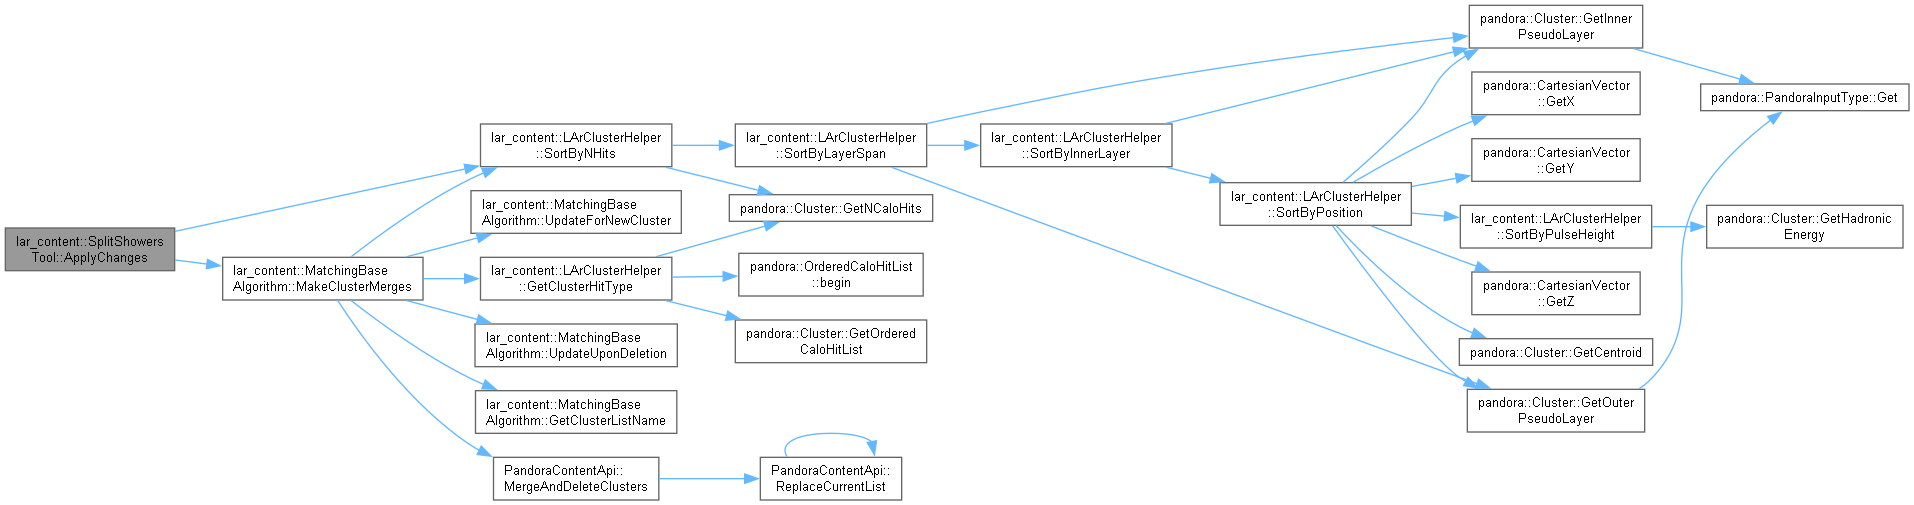 lar_content::SplitShowers
Tool::ApplyChanges
lar_content::MatchingBase
Algorithm::MakeClusterMerges
lar_content::LArClusterHelper
::SortByNHits
lar_content::MatchingBase
Algorithm::UpdateForNewCluster
lar_content::LArClusterHelper
::GetClusterHitType
lar_content::MatchingBase
Algorithm::UpdateUponDeletion
lar_content::MatchingBase
Algorithm::GetClusterListName
PandoraContentApi::
MergeAndDeleteClusters
lar_content::LArClusterHelper
::SortByLayerSpan
pandora::Cluster::GetNCaloHits
pandora::OrderedCaloHitList
::begin
pandora::Cluster::GetOrdered
CaloHitList
PandoraContentApi::
ReplaceCurrentList
lar_content::LArClusterHelper
::SortByInnerLayer
lar_content::LArClusterHelper
::SortByPosition
pandora::Cluster::GetInner
PseudoLayer
pandora::CartesianVector
::GetX
pandora::CartesianVector
::GetY
lar_content::LArClusterHelper
::SortByPulseHeight
pandora::CartesianVector
::GetZ
pandora::Cluster::GetCentroid
pandora::Cluster::GetOuter
PseudoLayer
pandora::PandoraInputType::Get
pandora::Cluster::GetHadronic
Energy